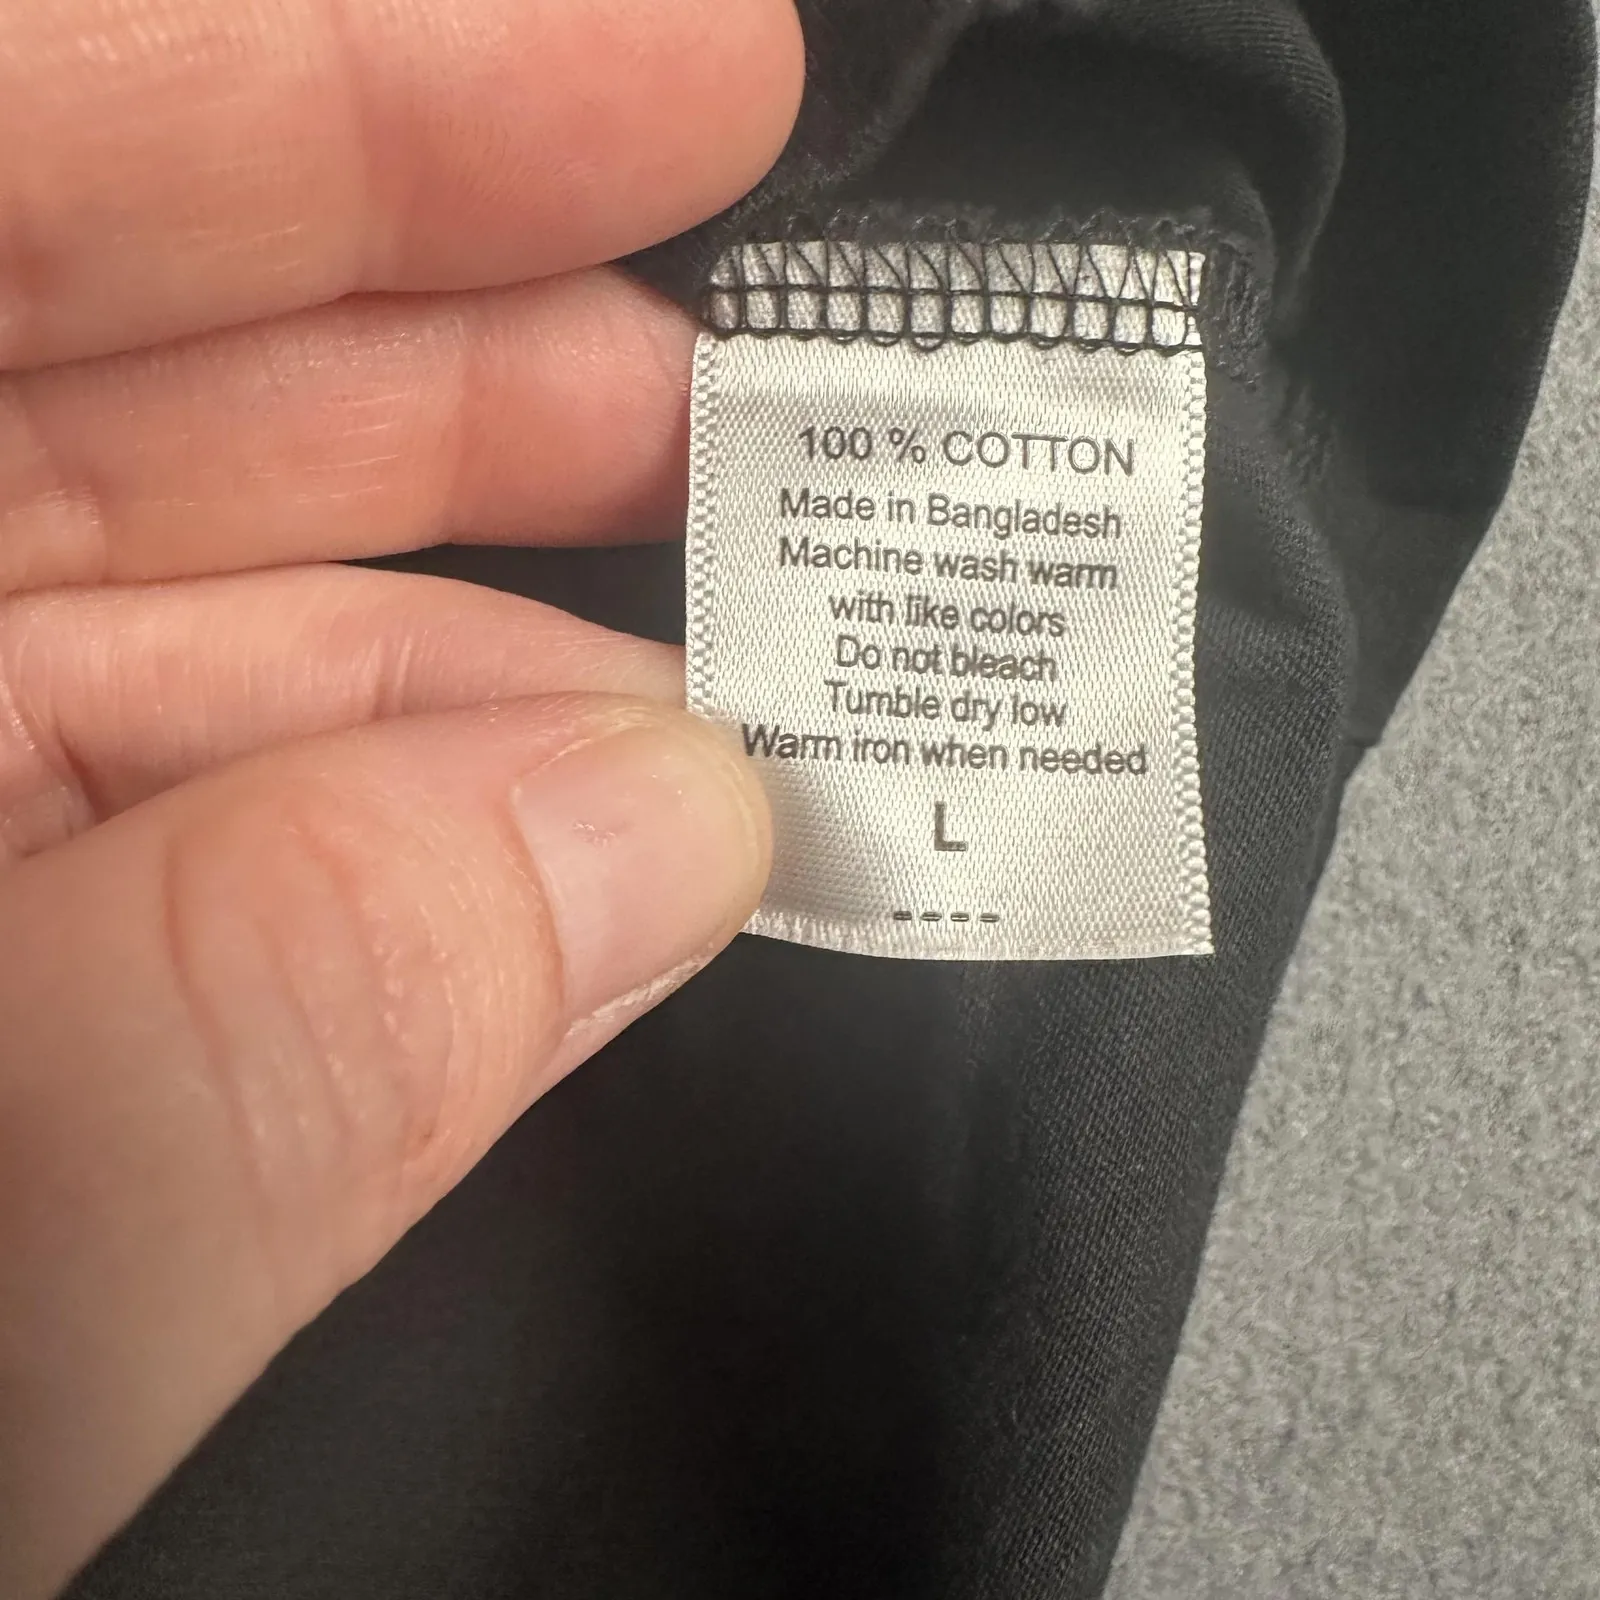 100 % COTTON
Made in Bangladesh
Machine wash warm
with like colors
Do not bleach
Tumble dry low
Warm iron when needed
L
----